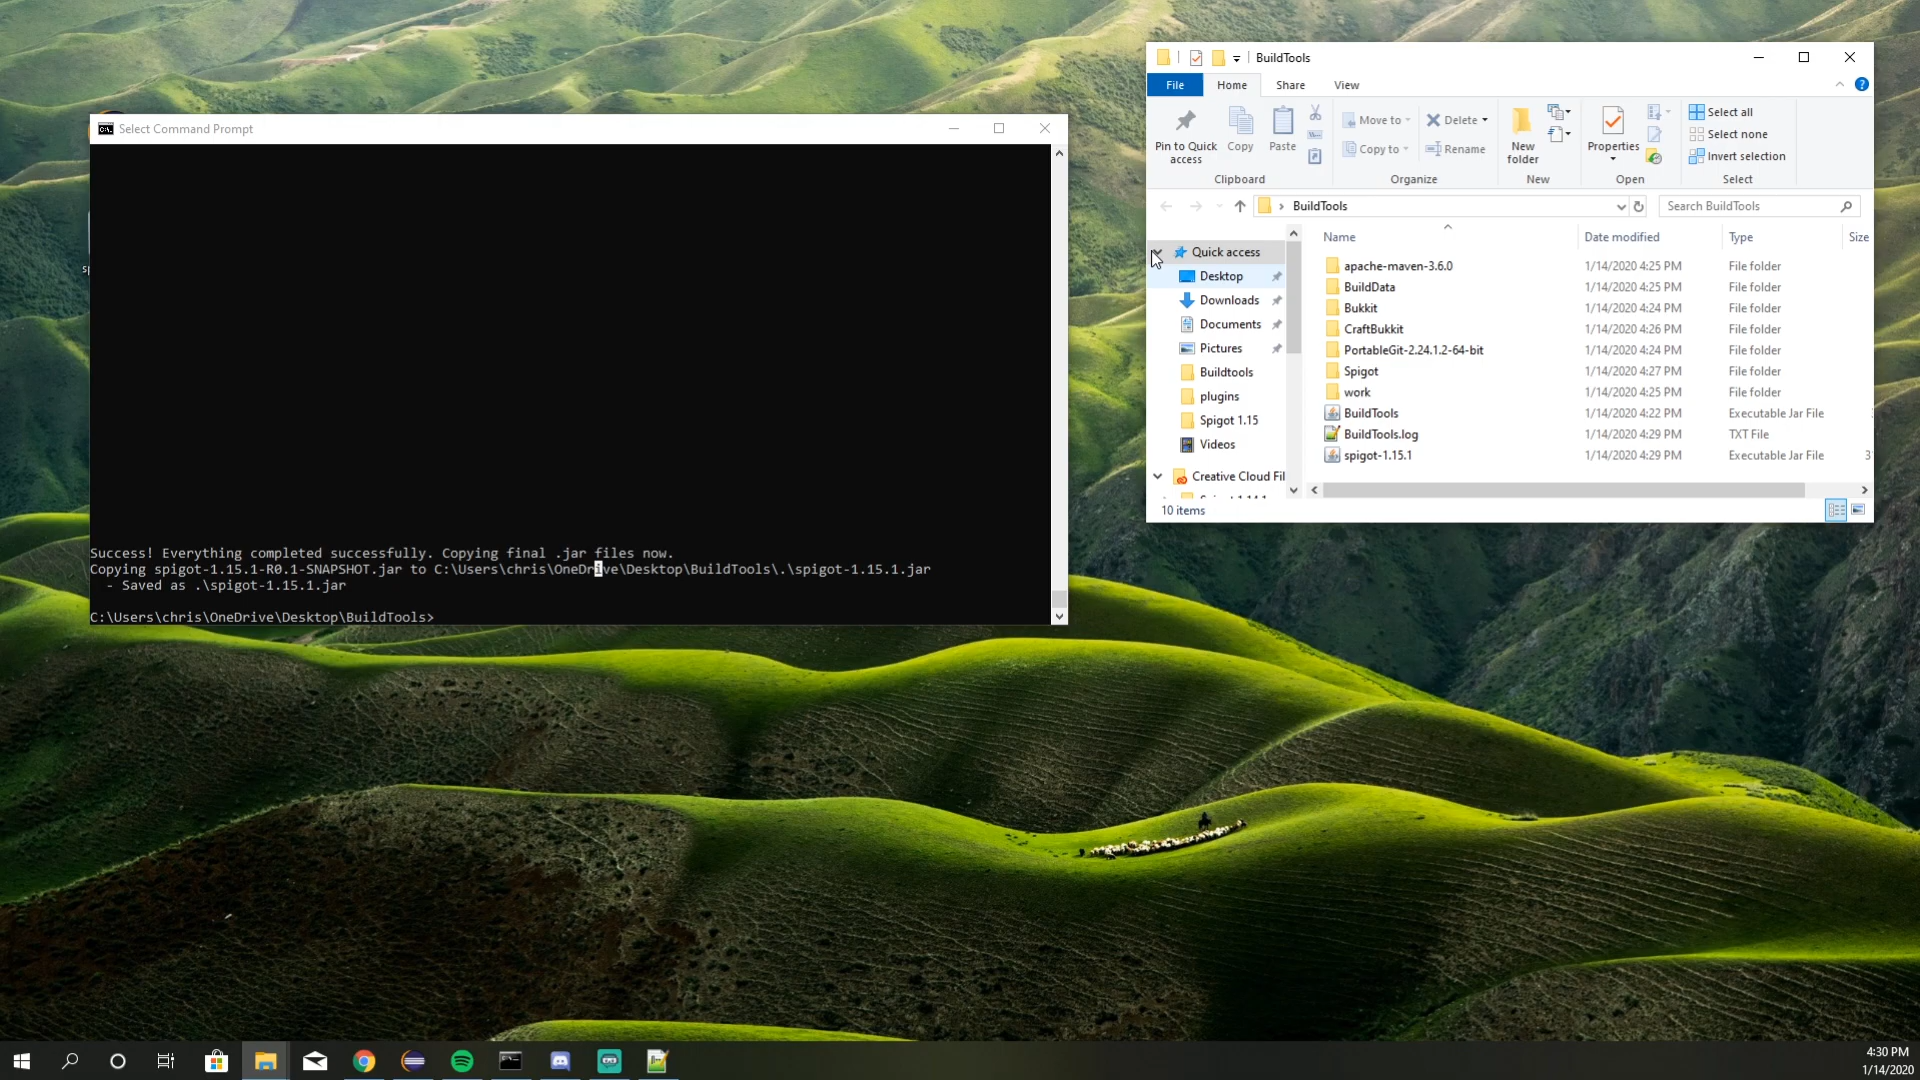 Select Command Prompt
Success! Everything completed successfully. Copying final .jar files now.
Copying spigot-1.15.1-R0.1-SNAPSHOT.jar to C:\Users\chris\OneDrive\Desktop\BuildTools\.\spigot-1.15.1.jar
- Saved as .\spigot-1.15.1.jar
C:\Users\chris\OneDrive\Desktop\BuildTools>
BuildTools
File Home Share View
Pin to Quick access
Copy
Paste
Clipboard
Move to
Copy to
Delete
Rename
Organize
New folder
New
Properties
Open
Select all
Select none
Invert selection
Select
BuildTools
Search BuildTools
Quick access
Desktop
Downloads
Documents
Pictures
Buildtools
plugins
Spigot 1.15
Videos
Creative Cloud Fil
Name Date modified Type Size
apache-maven-3.6.0 1/14/2020 4:25 PM File folder
BuildData 1/14/2020 4:25 PM File folder
Bukkit 1/14/2020 4:24 PM File folder
CraftBukkit 1/14/2020 4:26 PM File folder
PortableGit-2.24.1.2-64-bit 1/14/2020 4:24 PM File folder
Spigot 1/14/2020 4:27 PM File folder
work 1/14/2020 4:25 PM File folder
BuildTools 1/14/2020 4:22 PM Executable Jar File
BuildTools.log 1/14/2020 4:29 PM TXT File
spigot-1.15.1 1/14/2020 4:29 PM Executable Jar File
10 items
4:30 PM
1/14/2020